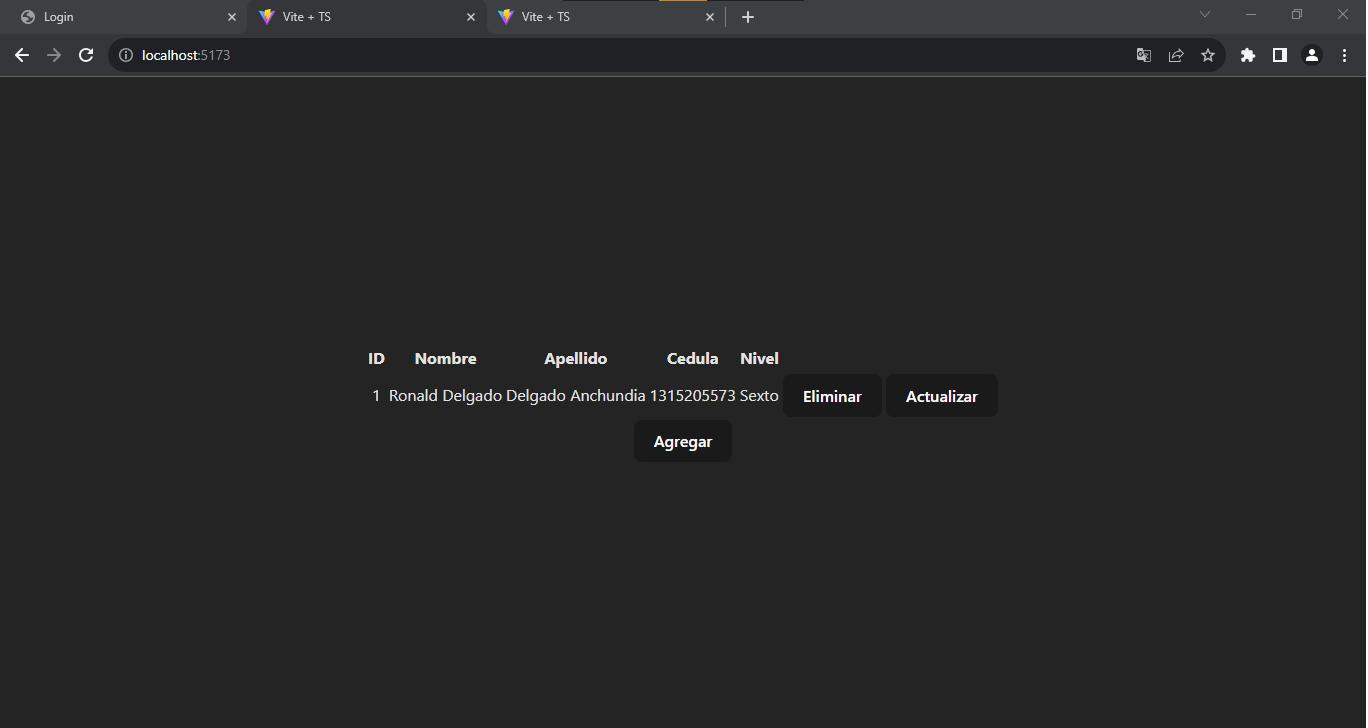 Login Vite + TS Vite + TS
localhost:5173
ID Nombre Apellido Cedula Nivel
1 Ronald Delgado Delgado Anchundia 1315205573 Sexto Eliminar Actualizar
Agregar